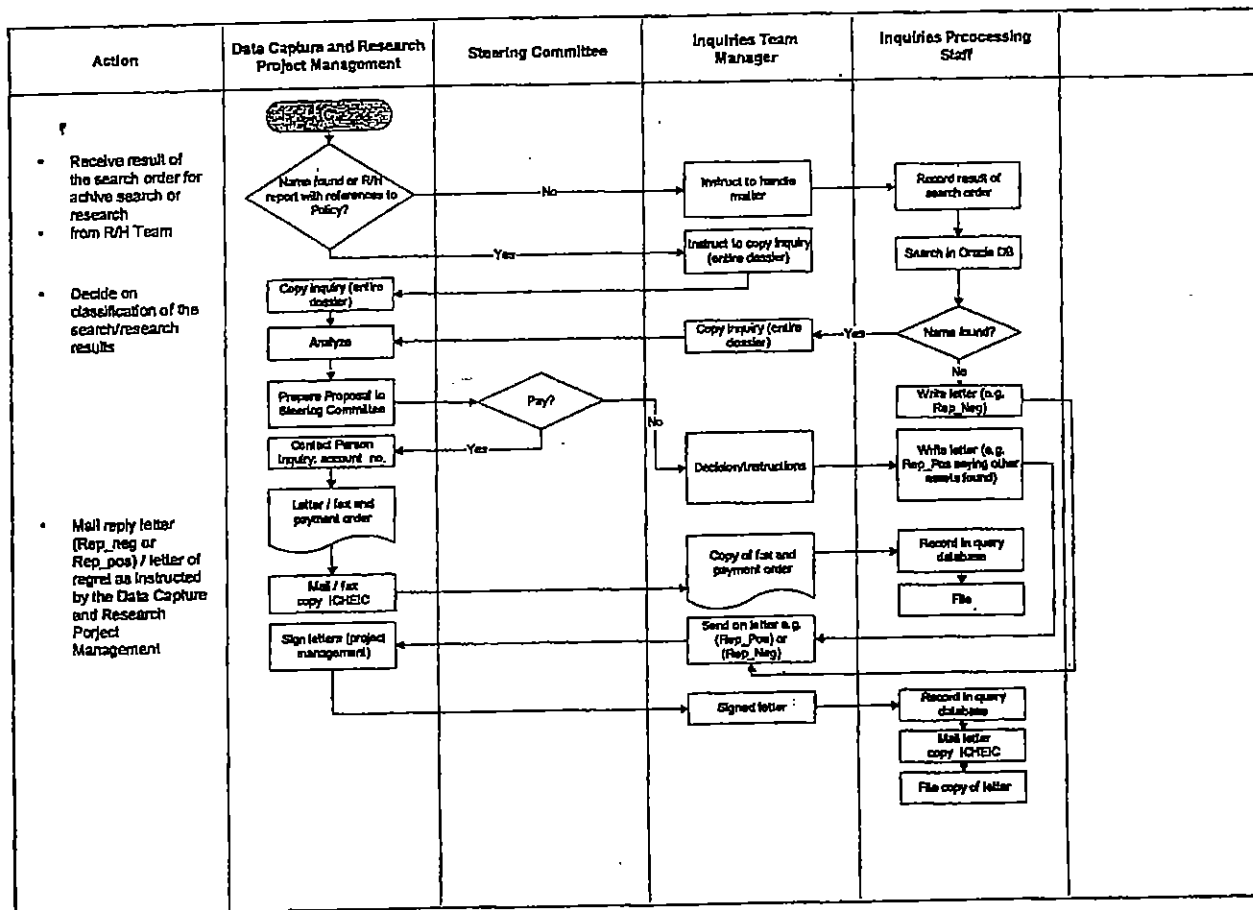 Action
Data Capture and Research
Project Management
Steering Committee
Inquiries Team
Manager
Inquiries Processing
Staff
Receive result of
the search order for
achive search or
research
from R/H Team
Decide on
classification of the
search/research
results
Mail reply letter
(Rep_neg or
Rep_pos) / letter of
regret as instructed
by the Data Capture
and Research
Porject
Management
Name found or R/H
report with references to
Policy?
No
Instruct to handle
matter
Record result of
search order
Yes
Instruct to copy inquiry
(entire dossier)
Search in Oracle DB
Copy inquiry (entire
dossier)
Analyze
Copy inquiry (entire
dossier)
Yes
Name found?
No
Prepare Proposal to
Steering Committee
Pay?
No
Write letter (e.g.
Rep_Neg)
Contact Person
Inquiry: account_no.
Yes
Decision/Instructions
Write letter (e.g.
Rep_Pos saying other
assets found)
Letter / fax and
payment order
Copy of fax and
payment order
Record in query
database
Mail / fax
copy ICHEIC
File
Sign letters (project
management)
Send on letter e.g.
(Rep_Pos) or
(Rep_Neg)
Signed letter
Record in query
database
Mail letter
copy ICHEIC
File copy of letter